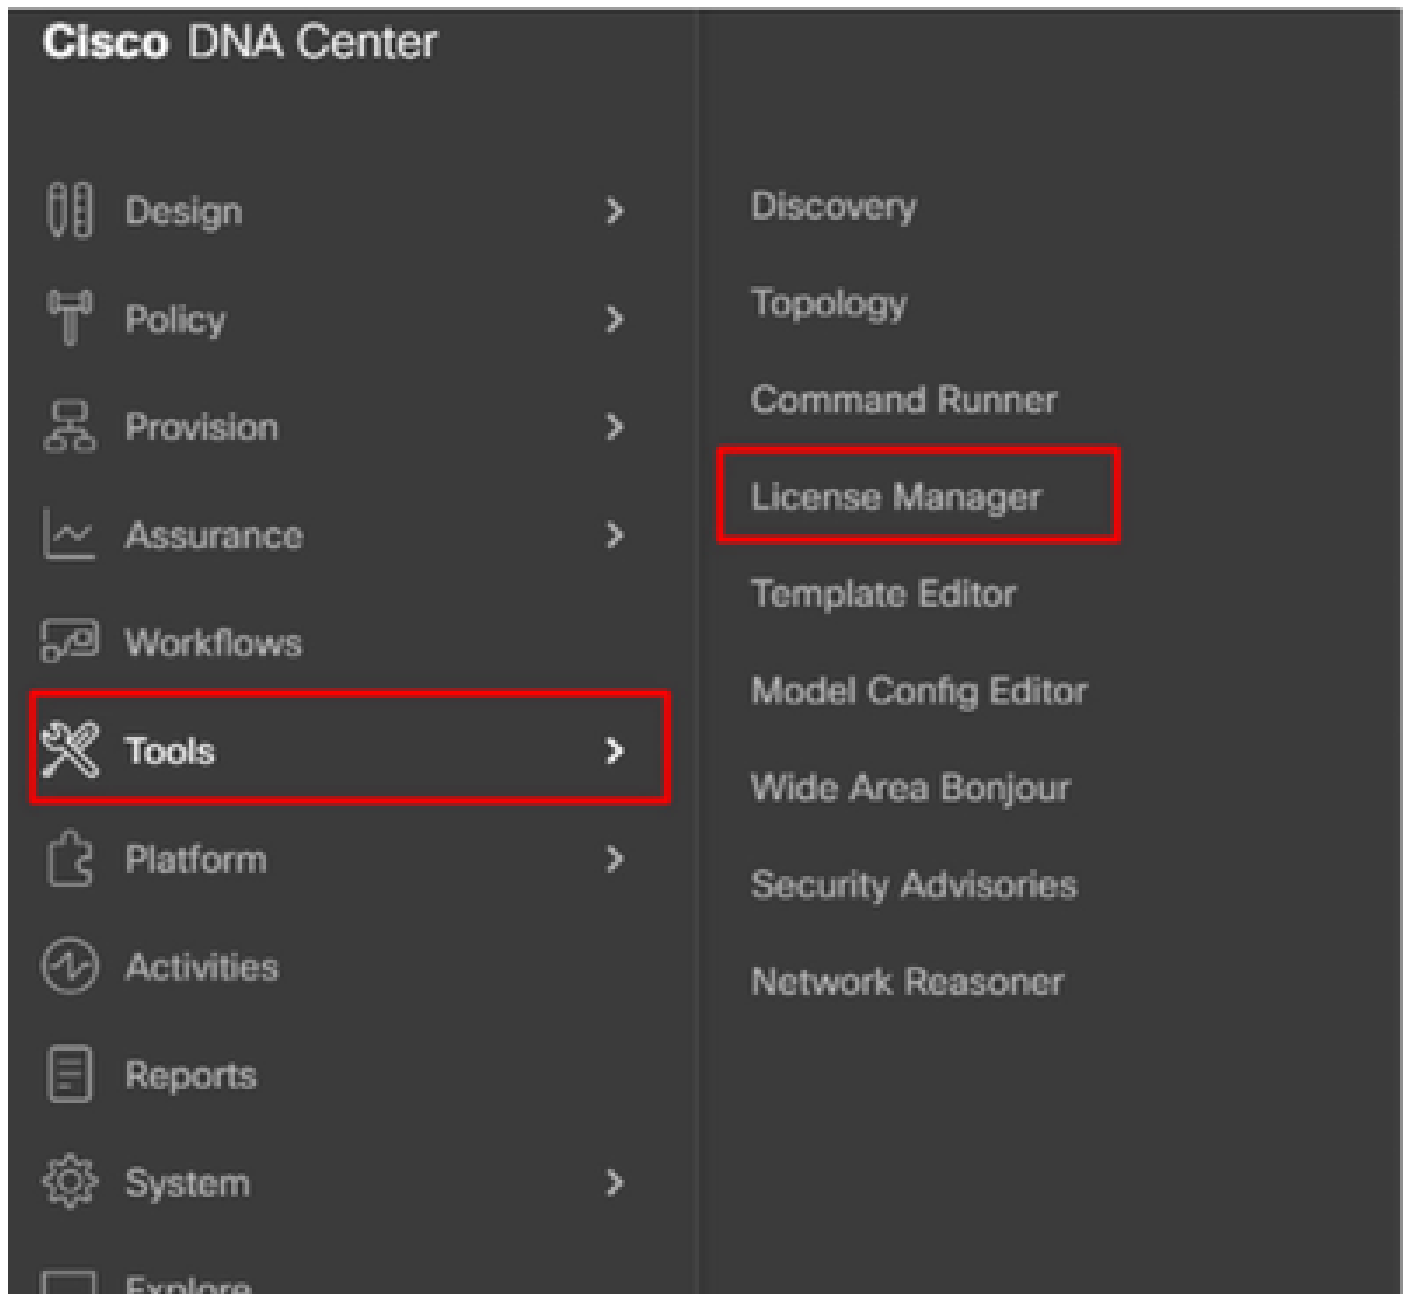 Cisco DNA Center
Design
Policy
Provision
Assurance
Workflows
Tools
Platform
Activities
Reports
System
Explore
Discovery
Topology
Command Runner
License Manager
Template Editor
Model Config Editor
Wide Area Bonjour
Security Advisories
Network Reasoner